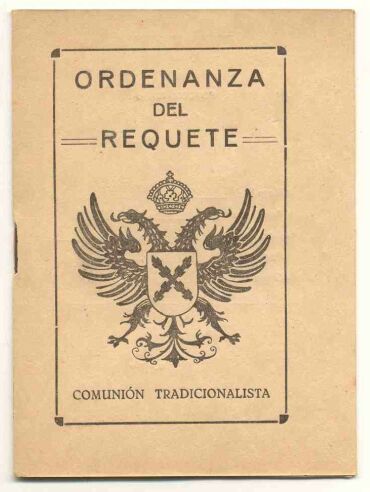 ORDENANZA
DEL
REQUETE
COMUNIÓN TRADICIONALISTA